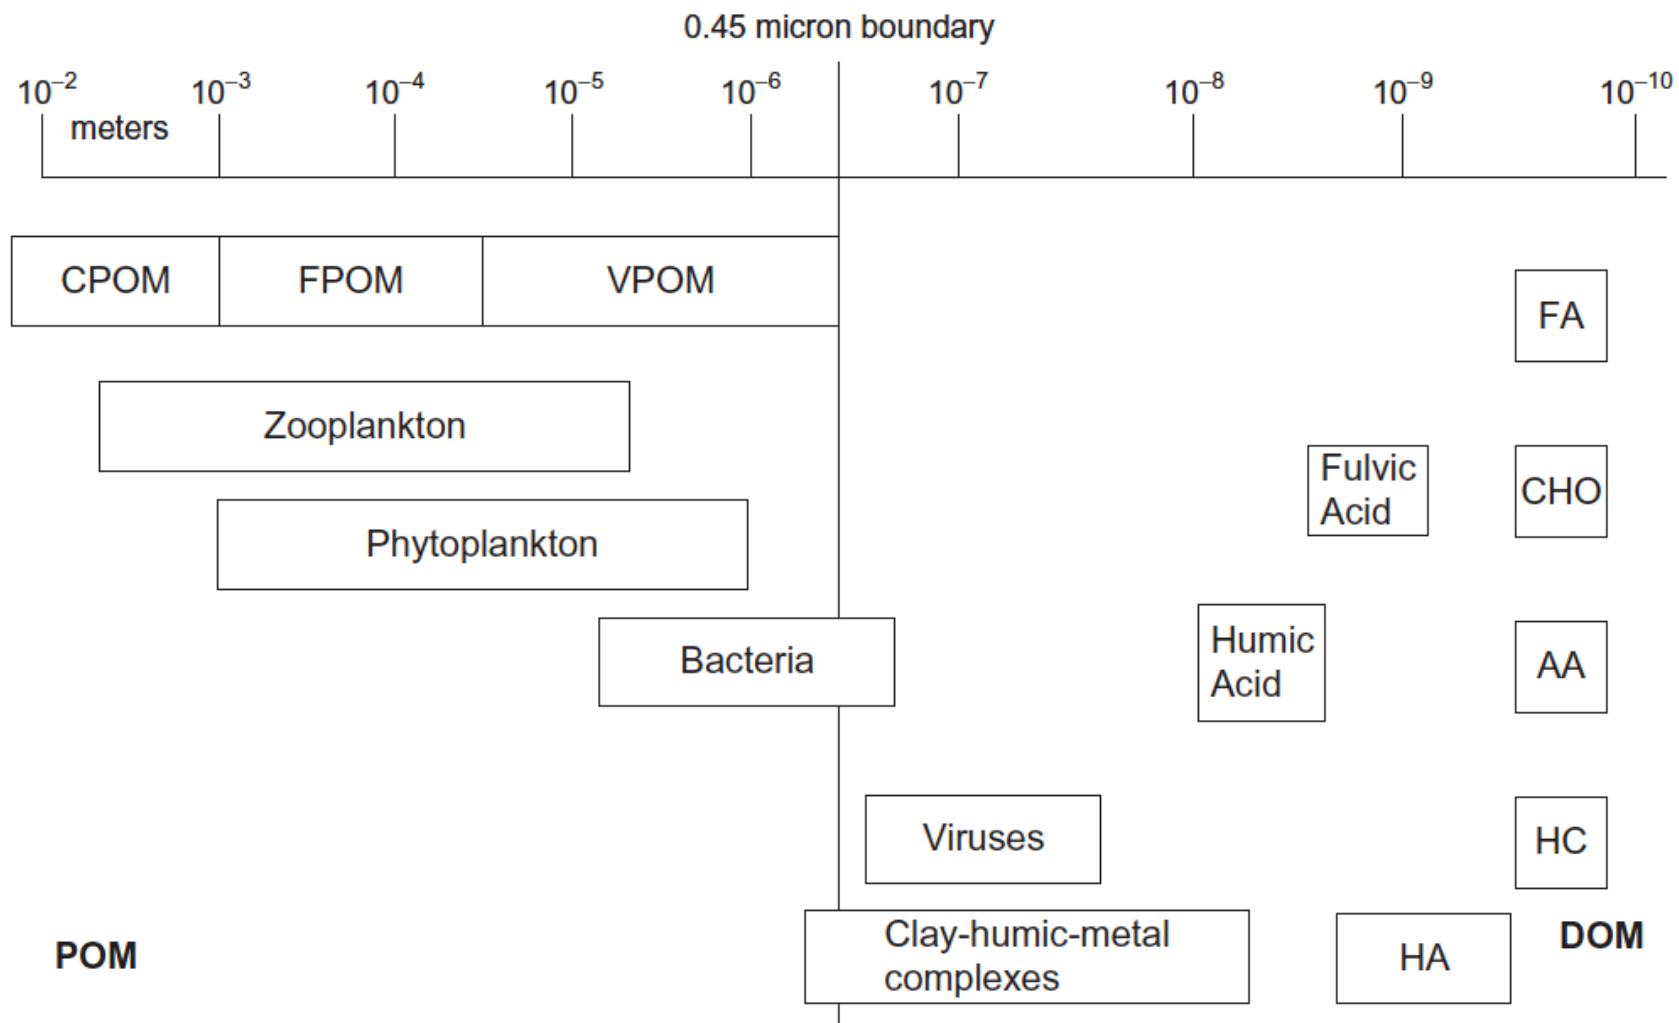 0.45 micron boundary
10⁻² 10⁻³ 10⁻⁴ 10⁻⁵ 10⁻⁶ 10⁻⁷ 10⁻⁸ 10⁻⁹ 10⁻¹⁰
meters
CPOM FPOM VPOM
FA
Zooplankton
Fulvic
Acid
CHO
Phytoplankton
Bacteria
Humic
Acid
AA
Viruses
HC
Clay-humic-metal
complexes
HA
POM
DOM